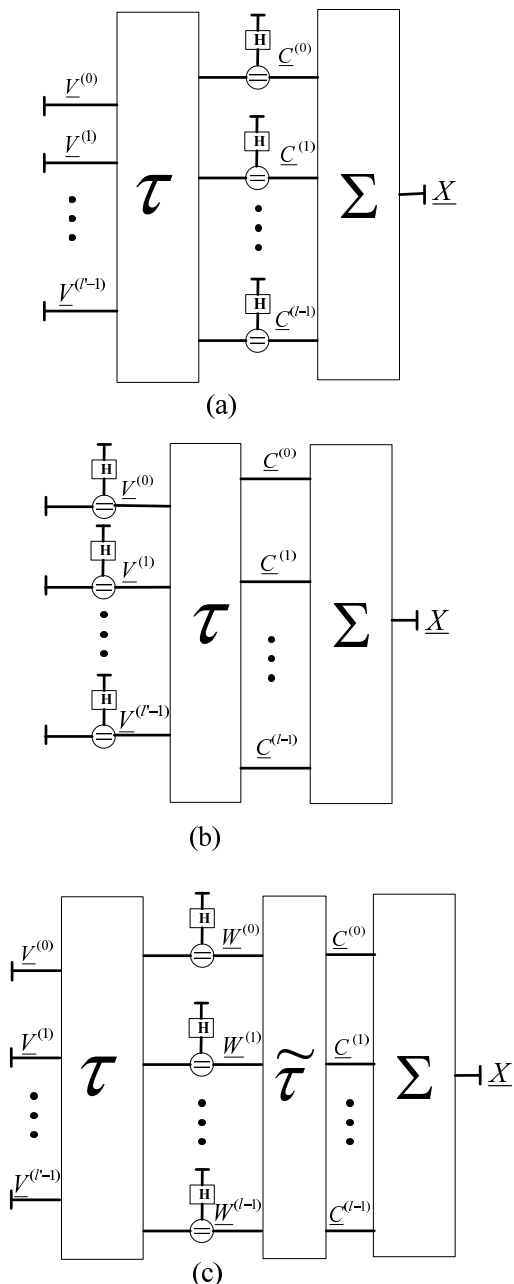 H
C^(0)
V^(0)
H
V^(1)
C^(1)
τ
Σ
X
H
V^(l'-1)
C^(l-1)
(a)
H
C^(0)
V^(0)
H
V^(1)
C^(1)
τ
Σ
X
H
V^(l'-1)
C^(l-1)
(b)
H
W^(0)
C^(0)
V^(0)
H
V^(1)
W^(1)
C^(1)
τ
τ̃
Σ
X
H
V^(l'-1)
W^(l-1)
C^(l-1)
(c)